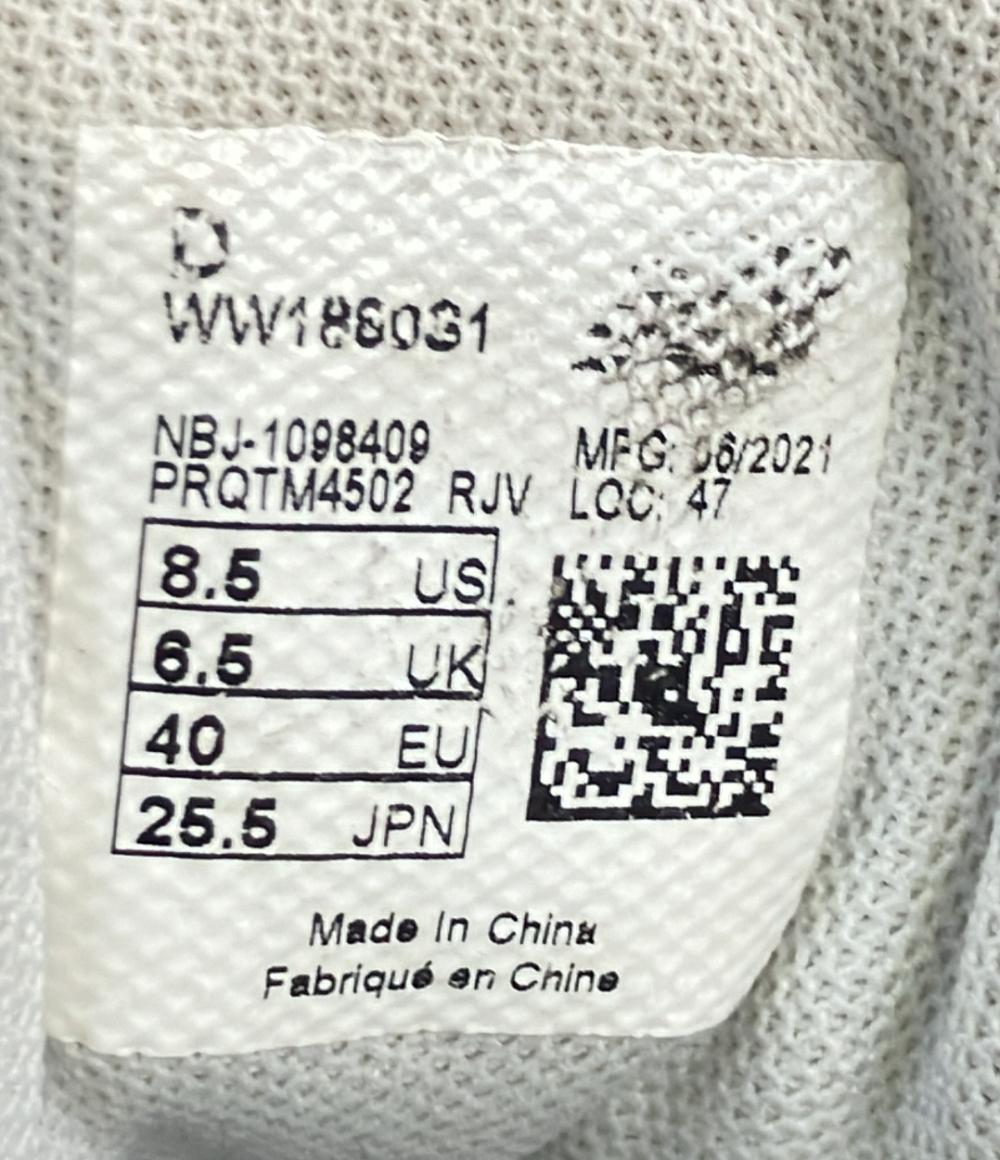 D
WW1880G1
NBJ-1098409
PRQTM4502 RJV
MFG: 06/2021
LOC: 47
8.5 US
6.5 UK
40 EU
25.5 JPN
Made In China
Fabriqué en Chine